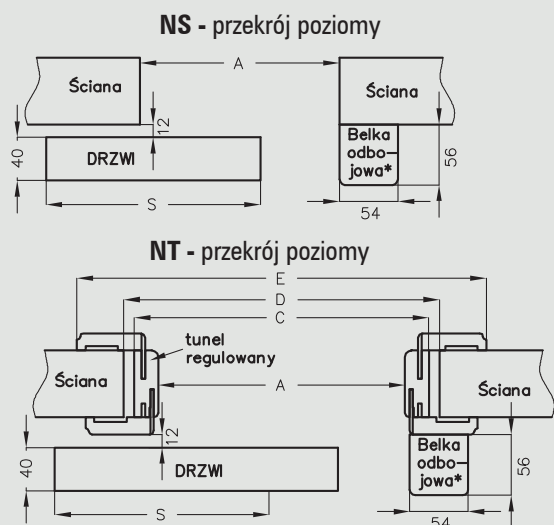 NS - przekrój poziomy
A
Ściana
Ściana
12
40
DRZWI
Belka
odbo-
jowa*
56
S
54
NT - przekrój poziomy
E
D
C
tunel
regulowany
Ściana
A
Ściana
12
40
DRZWI
Belka
odbo-
jowa*
56
S
54